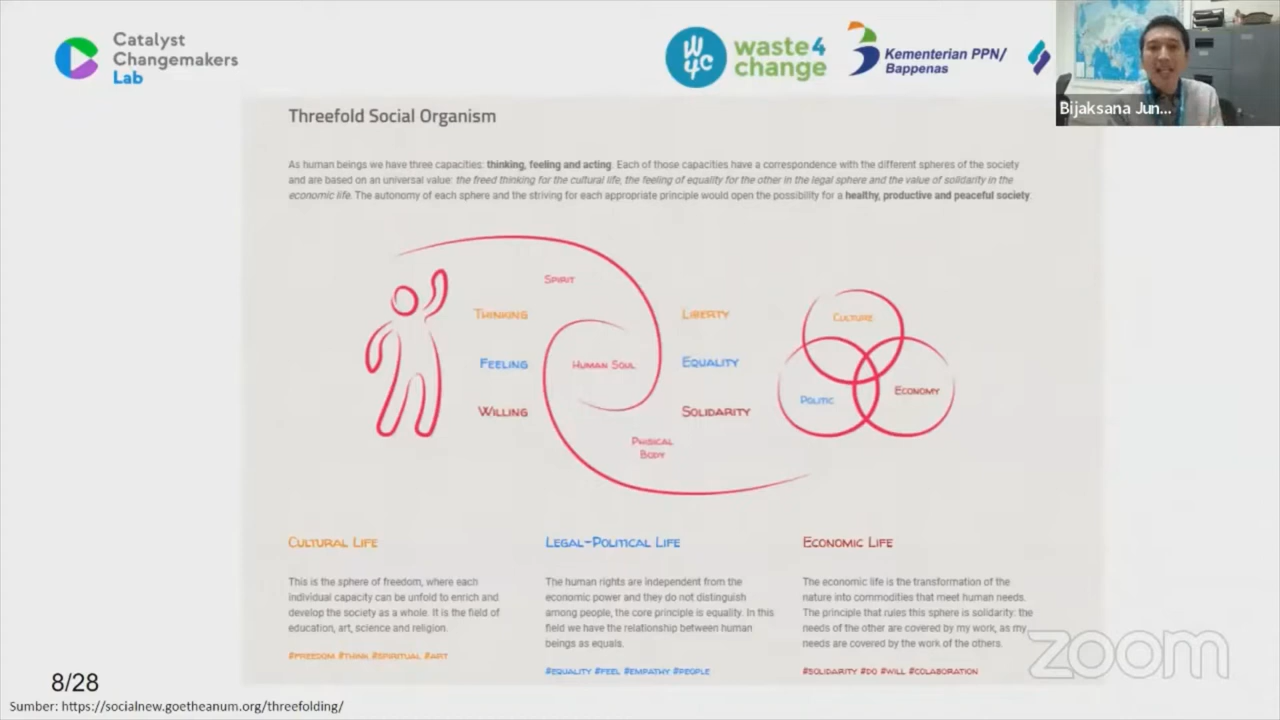 Catalyst
Changemakers
Lab
W4C
waste4
change
Kementerian PPN/
Bappenas
Bijaksana Jun...
Threefold Social Organism
As human beings we have three capacities: thinking, feeling and acting. Each of those capacities have a correspondence with the different spheres of the society
and are based on an universal value: the freed thinking for the cultural life, the feeling of equality for the other in the legal sphere and the value of solidarity in the
economic life. The autonomy of each sphere and the striving for each appropriate principle would open the possibility for a healthy, productive and peaceful society.
Spirit
Thinking
Feeling
Willing
Human Soul
Phisical
Body
Liberty
Equality
Solidarity
Culture
Politic
Economy
Cultural Life
This is the sphere of freedom, where each
individual capacity can be unfold to enrich and
develop the society as a whole. It is the field of
education, art, science and religion.
#freedom #think #spiritual #art
Legal-Political Life
The human rights are independent from the
economic power and they do not distinguish
among people, the core principle is equality. In this
field we have the relationship between human
beings as equals.
#equality #feel #empathy #people
Economic Life
The economic life is the transformation of the
nature into commodities that meet human needs.
The principle that rules this sphere is solidarity: the
needs of the other are covered by my work, as my
needs are covered by the work of the others.
#solidarity #do #will #colaboration
zoom
8/28
Sumber: https://socialnew.goetheanum.org/threefolding/